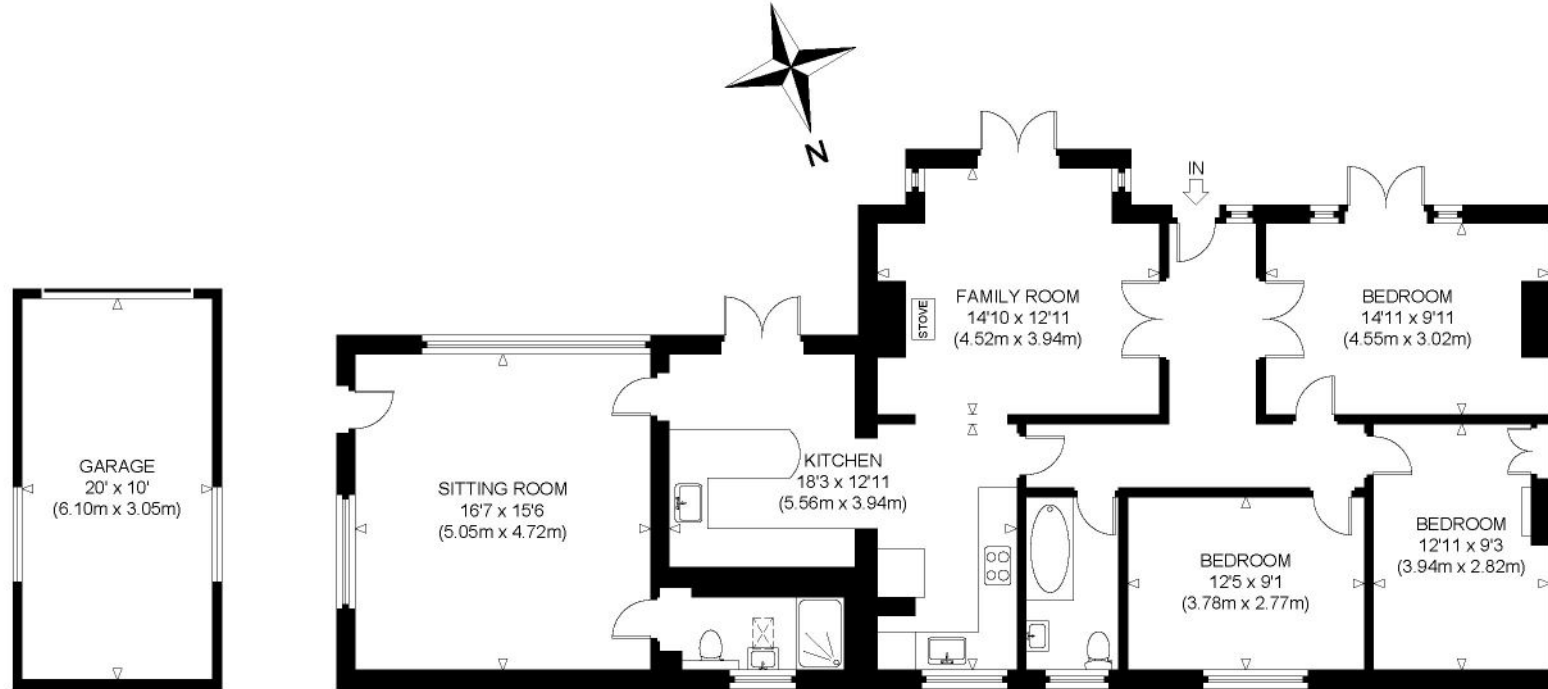 N
IN
STOVE
FAMILY ROOM
14'10 x 12'11
(4.52m x 3.94m)
BEDROOM
14'11 x 9'11
(4.55m x 3.02m)
GARAGE
20' x 10'
(6.10m x 3.05m)
SITTING ROOM
16'7 x 15'6
(5.05m x 4.72m)
KITCHEN
18'3 x 12'11
(5.56m x 3.94m)
BEDROOM
12'5 x 9'1
(3.78m x 2.77m)
BEDROOM
12'11 x 9'3
(3.94m x 2.82m)